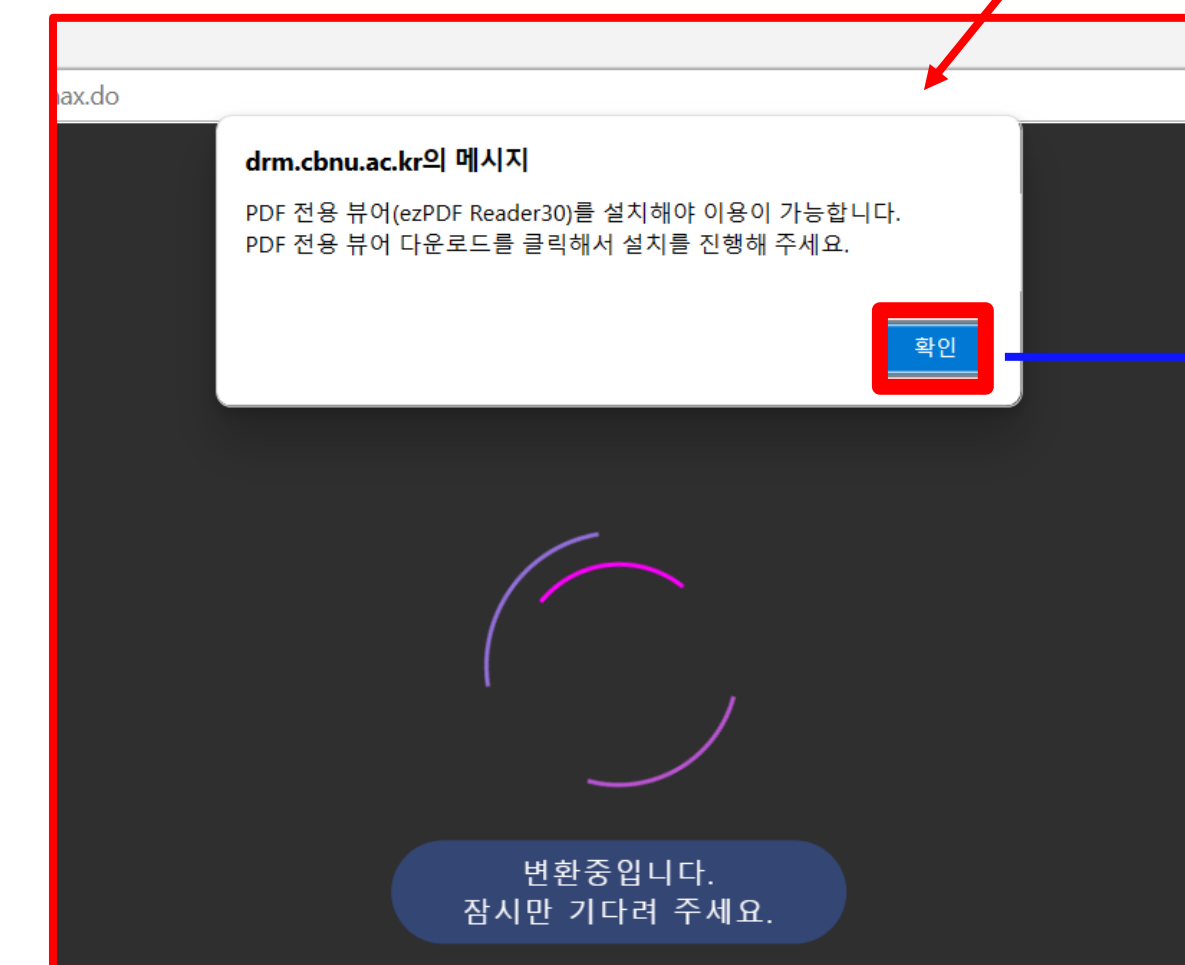 max.do
drm.cbnu.ac.kr의 메시지
PDF 전용 뷰어(ezPDF Reader30)를 설치해야 이용이 가능합니다.
PDF 전용 뷰어 다운로드를 클릭해서 설치를 진행해 주세요.
확인
변환중입니다.
잠시만 기다려 주세요.